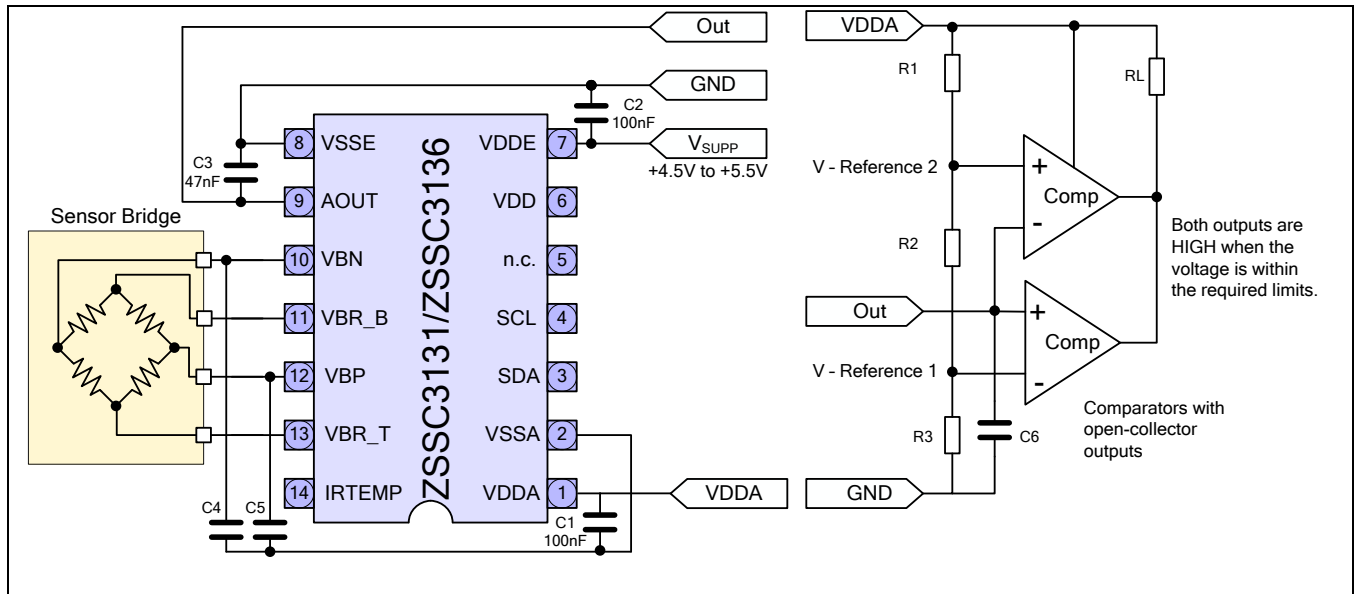 Out
GND
C2
100nF
VSUPP
+4.5V to +5.5V
C3
47nF
Sensor Bridge
8 VSSE
9 AOUT
10 VBN
11 VBR_B
12 VBP
13 VBR_T
14 IRTEMP
ZSSC3131/ZSSC3136
VDDE 7
VDD 6
n.c. 5
SCL 4
SDA 3
VSSA 2
VDDA 1
C4
C5
C1
100nF
VDDA
VDDA
R1
RL
V - Reference 2
+
-
Comp
R2
Both outputs are
HIGH when the
voltage is within
the required limits.
Out
+
-
Comp
V - Reference 1
Comparators with
open-collector
outputs
R3
C6
GND